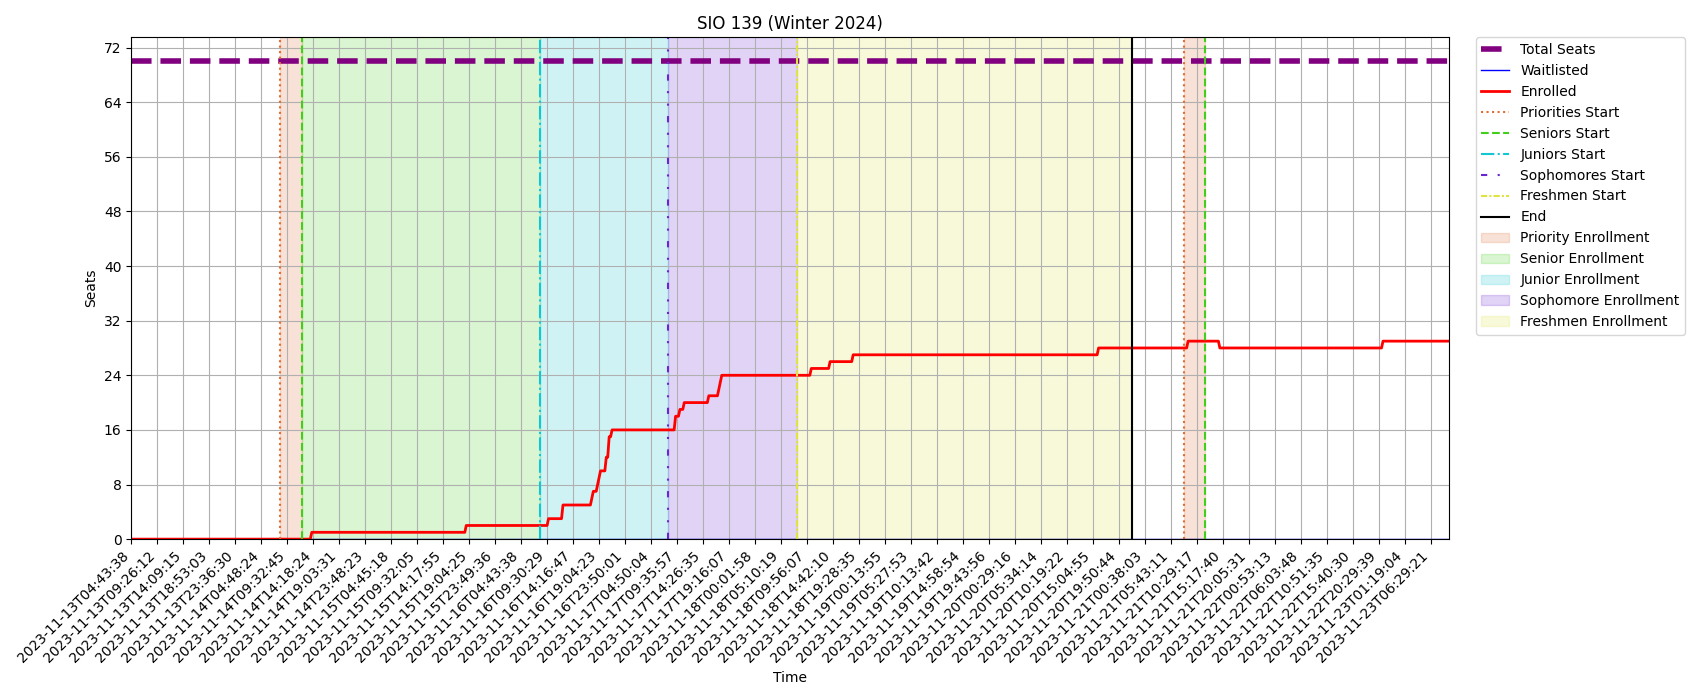 SIO 139 (Winter 2024)
72
64
56
48
40
32
24
16
8
0
Seats
2023-11-13T04:43:38
2023-11-13T09:26:12
2023-11-13T14:09:15
2023-11-13T18:53:03
2023-11-13T23:36:30
2023-11-14T04:48:24
2023-11-14T09:32:45
2023-11-14T14:18:24
2023-11-14T19:03:31
2023-11-14T23:48:23
2023-11-15T04:45:18
2023-11-15T09:32:05
2023-11-15T14:17:55
2023-11-15T19:04:25
2023-11-15T23:49:36
2023-11-16T04:43:38
2023-11-16T09:30:29
2023-11-16T14:16:47
2023-11-16T19:04:23
2023-11-16T23:50:01
2023-11-17T04:50:04
2023-11-17T09:35:57
2023-11-17T14:26:35
2023-11-17T19:16:07
2023-11-18T00:01:58
2023-11-18T05:10:19
2023-11-18T09:56:07
2023-11-18T14:42:10
2023-11-18T19:28:35
2023-11-19T00:13:55
2023-11-19T05:27:53
2023-11-19T10:13:42
2023-11-19T14:58:54
2023-11-19T19:43:56
2023-11-20T00:29:16
2023-11-20T05:34:14
2023-11-20T10:19:22
2023-11-20T15:04:55
2023-11-20T19:50:44
2023-11-21T00:38:03
2023-11-21T05:43:11
2023-11-21T10:29:17
2023-11-21T15:17:40
2023-11-21T20:05:31
2023-11-22T00:53:13
2023-11-22T06:03:48
2023-11-22T10:51:35
2023-11-22T15:40:30
2023-11-22T20:29:39
2023-11-23T01:19:04
2023-11-23T06:29:21
Time
Total Seats
Waitlisted
Enrolled
Priorities Start
Seniors Start
Juniors Start
Sophomores Start
Freshmen Start
End
Priority Enrollment
Senior Enrollment
Junior Enrollment
Sophomore Enrollment
Freshmen Enrollment